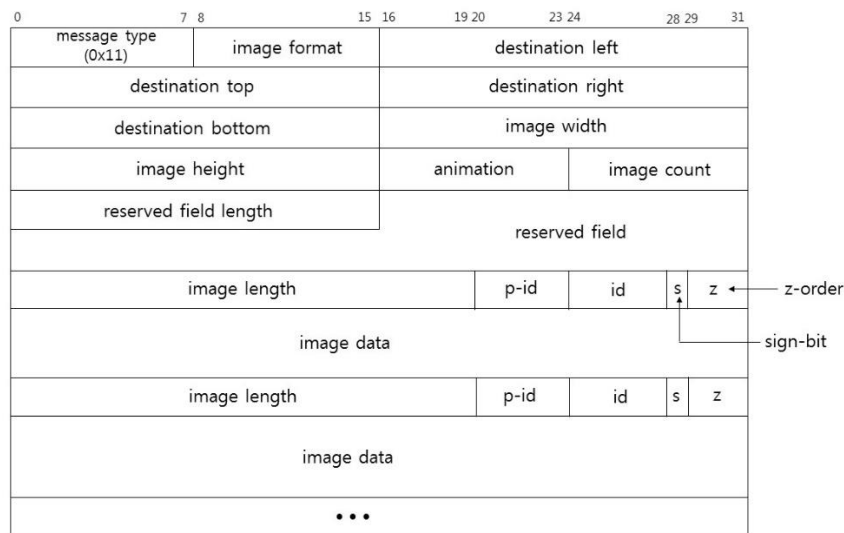 0 7 8 15 16 19 20 23 24 28 29 31
message type image format destination left
(0x11)
destination top destination right
destination bottom image width
image height animation image count
reserved field length
reserved field
image length p-id id s z z-order
image data sign-bit
image length p-id id s z
image data
•••